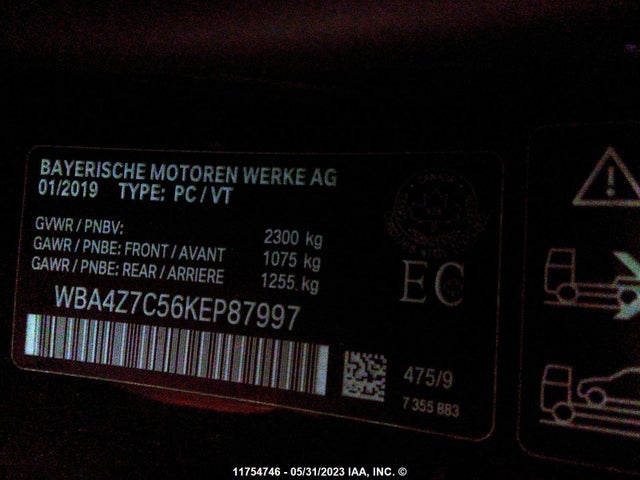 BAYERISCHE MOTOREN WERKE AG
01/2019 TYPE: PC / VT
GVWR / PNBV: 2300 kg
GAWR / PNBE: FRONT / AVANT 1075 kg
GAWR / PNBE: REAR / ARRIERE 1255 kg
WBA4Z7C56KEP87997
CANADA
EC
475/9
7 355 883
11754746 - 05/31/2023 IAA, INC. ©